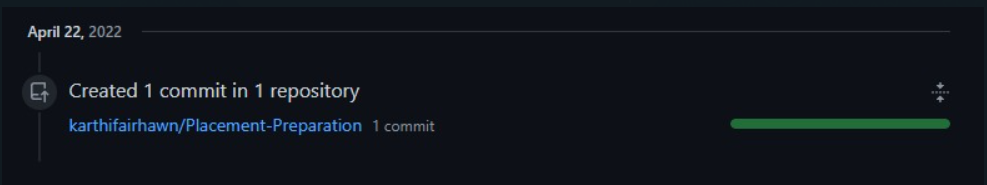 April 22, 2022
Created 1 commit in 1 repository
karthifairhawn/Placement-Preparation 1 commit